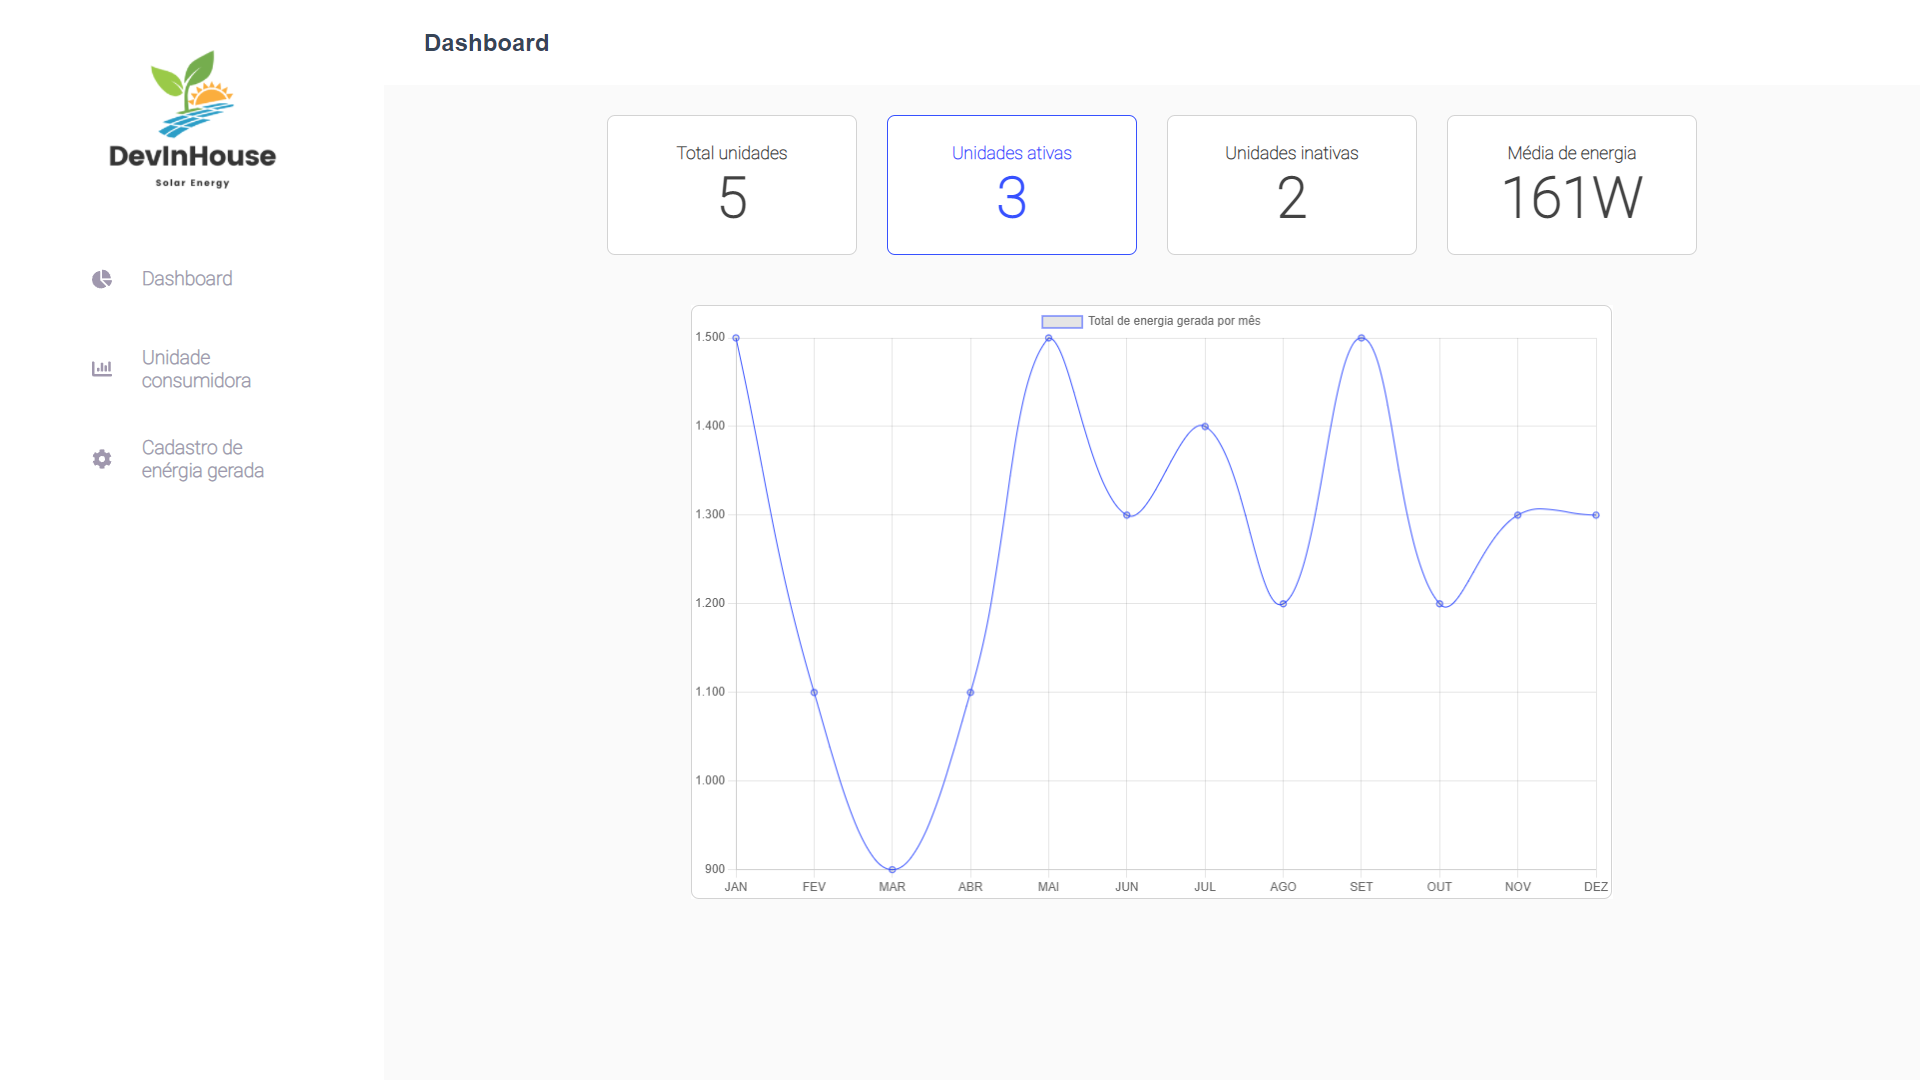 DevInHouse
Solar Energy
Dashboard
Unidade
consumidora
Cadastro de
enérgia gerada
Dashboard
Total unidades
5
Unidades ativas
3
Unidades inativas
2
Média de energia
161W
Total de energia gerada por mês
1.500
1.400
1.300
1.200
1.100
1.000
900
JAN FEV MAR ABR MAI JUN JUL AGO SET OUT NOV DEZ